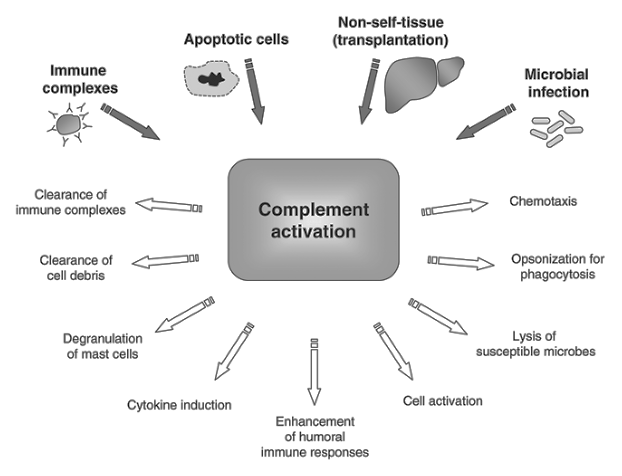 Non-self-tissue
(transplantation)
Apoptotic cells
Immune
complexes
Microbial
infection
Complement
activation
Clearance of
immune complexes
Chemotaxis
Clearance of
cell debris
Opsonization for
phagocytosis
Degranulation
of mast cells
Lysis of
susceptible microbes
Cytokine induction
Cell activation
Enhancement
of humoral
immune responses